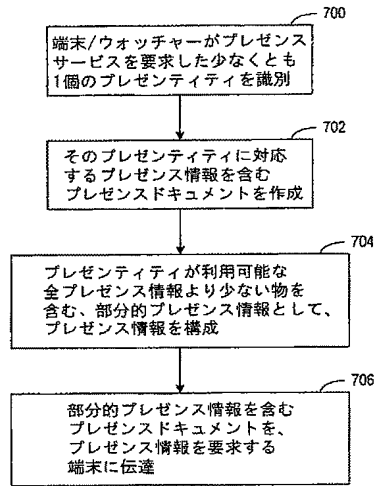 700
端末/ウォッチャーがプレゼンス
サービスを要求した少なくとも
1個のプレゼンティティを識別
702
そのプレゼンティティに対応
するプレゼンス情報を含む
プレゼンスドキュメントを作成
704
プレゼンティティが利用可能な
全プレゼンス情報より少ない物を
含む、部分的プレゼンス情報として、
プレゼンス情報を構成
706
部分的プレゼンス情報を含む
プレゼンスドキュメントを、
プレゼンス情報を要求する
端末に伝達